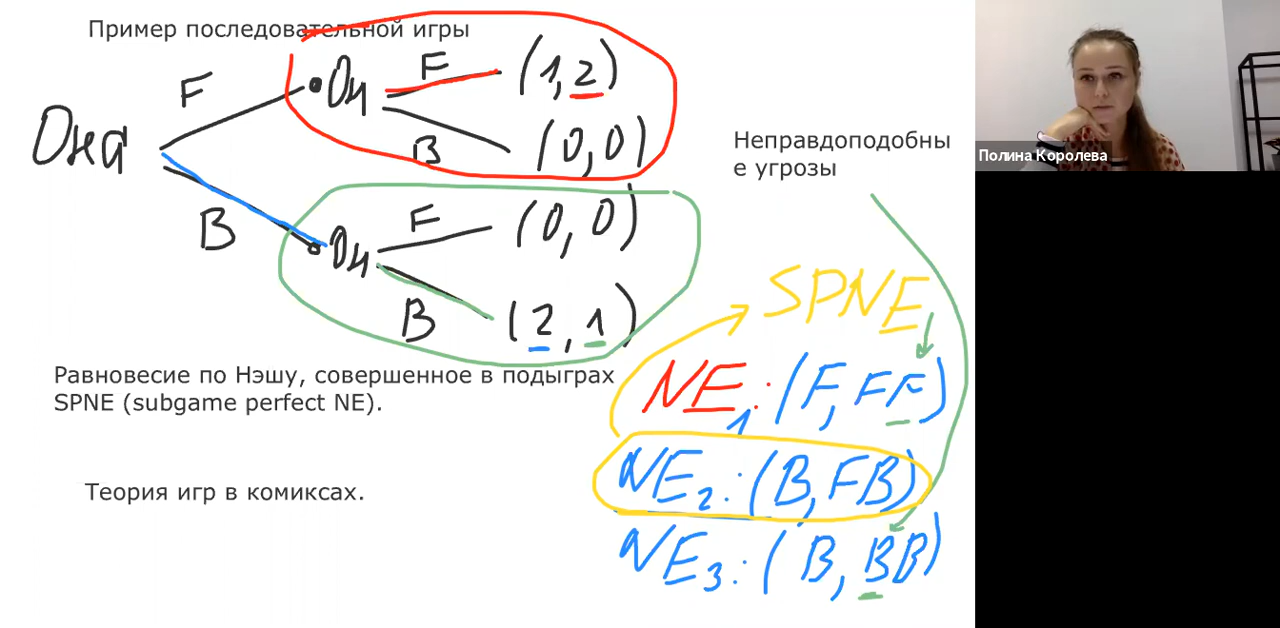 Пример последовательной игры
Она
F
Он
F
(1,2)
B
(0,0)
B
Он
F
(0,0)
B
(2,1)
Неправдоподобны
е угрозы
Полина Королева
SPNE
NE1:(F,FF)
NE2:(B,FB)
NE3:(B,BB)
Равновесие по Нэшу, совершенное в подыграх
SPNE (subgame perfect NE).
Теория игр в комиксах.